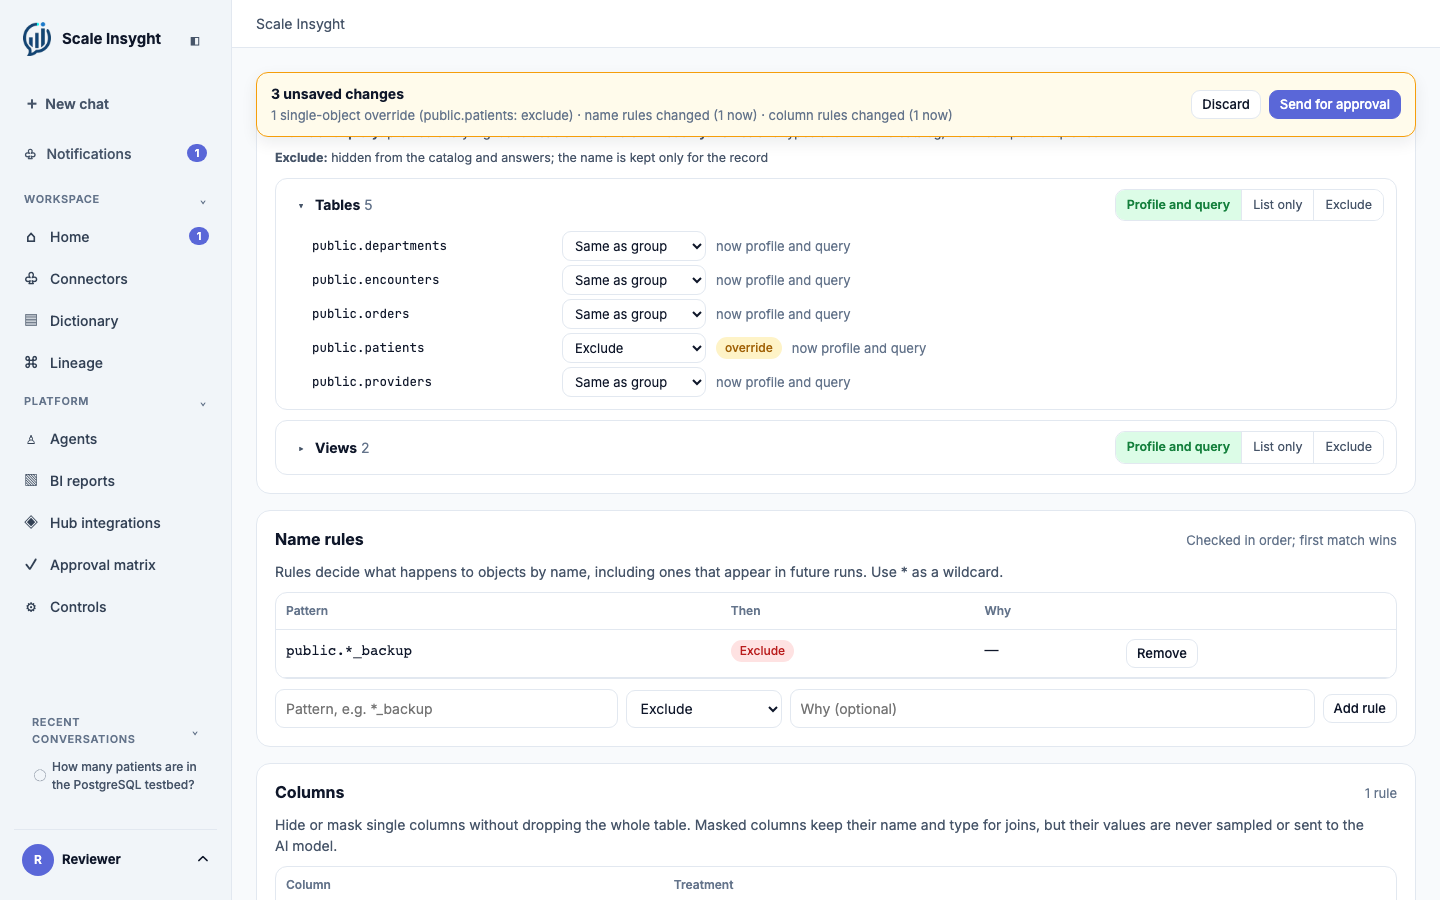 Scale Insyght
Scale Insyght
+ New chat
Notifications 1
WORKSPACE
Home 1
Connectors
Dictionary
Lineage
PLATFORM
Agents
BI reports
Hub integrations
Approval matrix
Controls
RECENT
CONVERSATIONS
How many patients are in
the PostgreSQL testbed?
R Reviewer
3 unsaved changes
1 single-object override (public.patients: exclude) · name rules changed (1 now) · column rules changed (1 now)
Discard Send for approval
Exclude: hidden from the catalog and answers; the name is kept only for the record
Tables 5 Profile and query List only Exclude
public.departments Same as group now profile and query
public.encounters Same as group now profile and query
public.orders Same as group now profile and query
public.patients Exclude override now profile and query
public.providers Same as group now profile and query
Views 2 Profile and query List only Exclude
Name rules Checked in order; first match wins
Rules decide what happens to objects by name, including ones that appear in future runs. Use * as a wildcard.
Pattern Then Why
public.*_backup Exclude — Remove
Pattern, e.g. *_backup Exclude Why (optional) Add rule
Columns 1 rule
Hide or mask single columns without dropping the whole table. Masked columns keep their name and type for joins, but their values are never sampled or sent to the
AI model.
Column Treatment